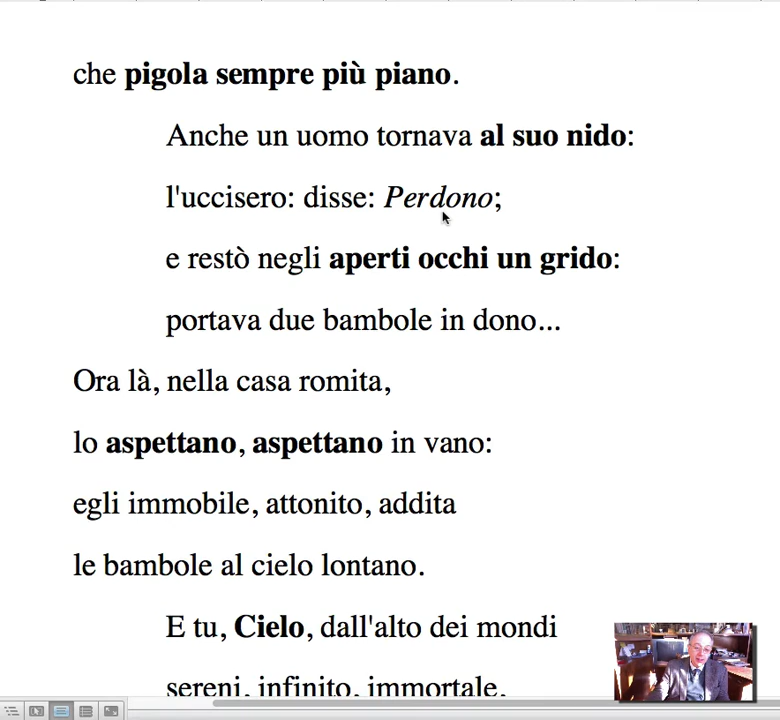 che pigola sempre più piano.
Anche un uomo tornava al suo nido:
l'uccisero: disse: Perdono;
e restò negli aperti occhi un grido:
portava due bambole in dono...
Ora là, nella casa romita,
lo aspettano, aspettano in vano:
egli immobile, attonito, addita
le bambole al cielo lontano.
E tu, Cielo, dall'alto dei mondi
sereni, infinito, immortale,